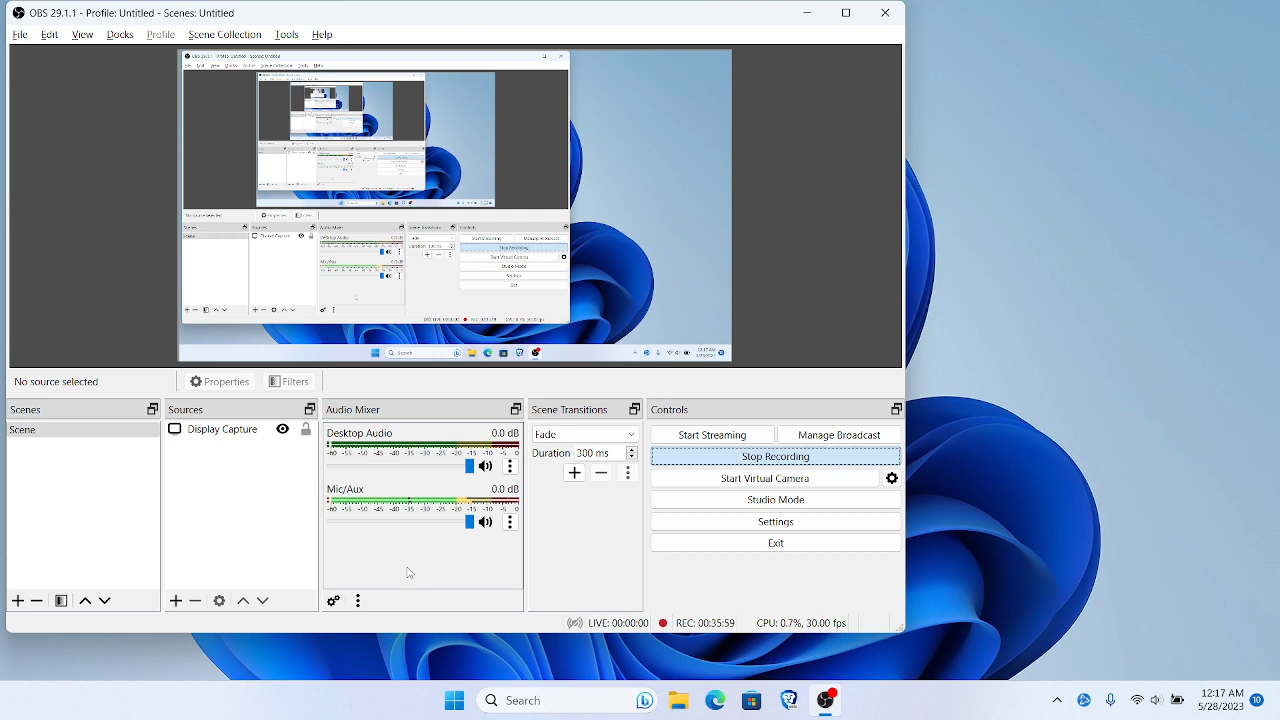 OBS 29.1.1 - Profile: Untitled - Scenes: Untitled
File Edit View Docks Profile Scene Collection Tools Help
No source selected Properties Filters
Scenes Sources Audio Mixer Scene Transitions Controls
Scene
Display Capture
Desktop Audio 0.0 dB
-60 -55 -50 -45 -40 -35 -30 -25 -20 -15 -10 -5 0
Mic/Aux 0.0 dB
-60 -55 -50 -45 -40 -35 -30 -25 -20 -15 -10 -5 0
Fade
Duration 300 ms
Start Streaming Manage Broadcast
Stop Recording
Start Virtual Camera
Studio Mode
Settings
Exit
LIVE: 00:00:00 REC: 00:35:59 CPU: 0.7%, 30.00 fps
Search
12:17 AM
5/28/2023
10